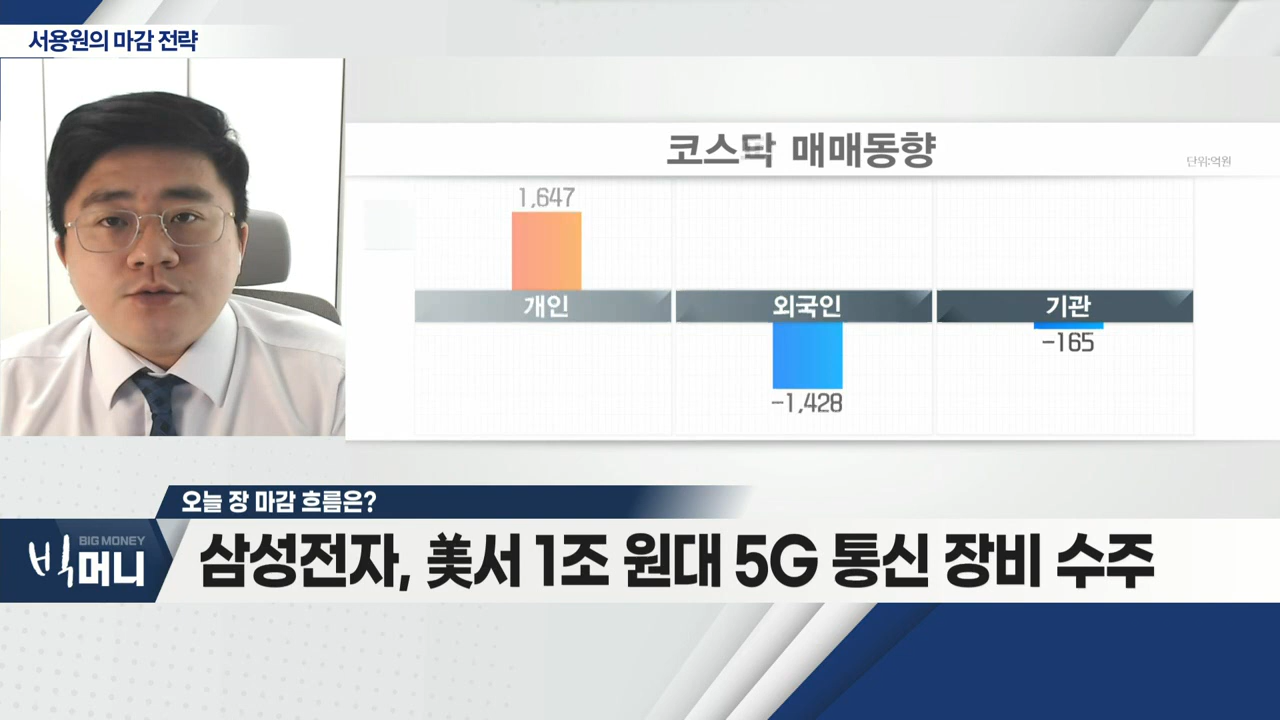 서용원의 마감 전략
코스닥 매매동향
단위:억원
1,647
개인
외국인
기관
-165
-1,428
오늘 장 마감 흐름은?
BIG MONEY
빅머니
삼성전자, 美서 1조 원대 5G 통신 장비 수주